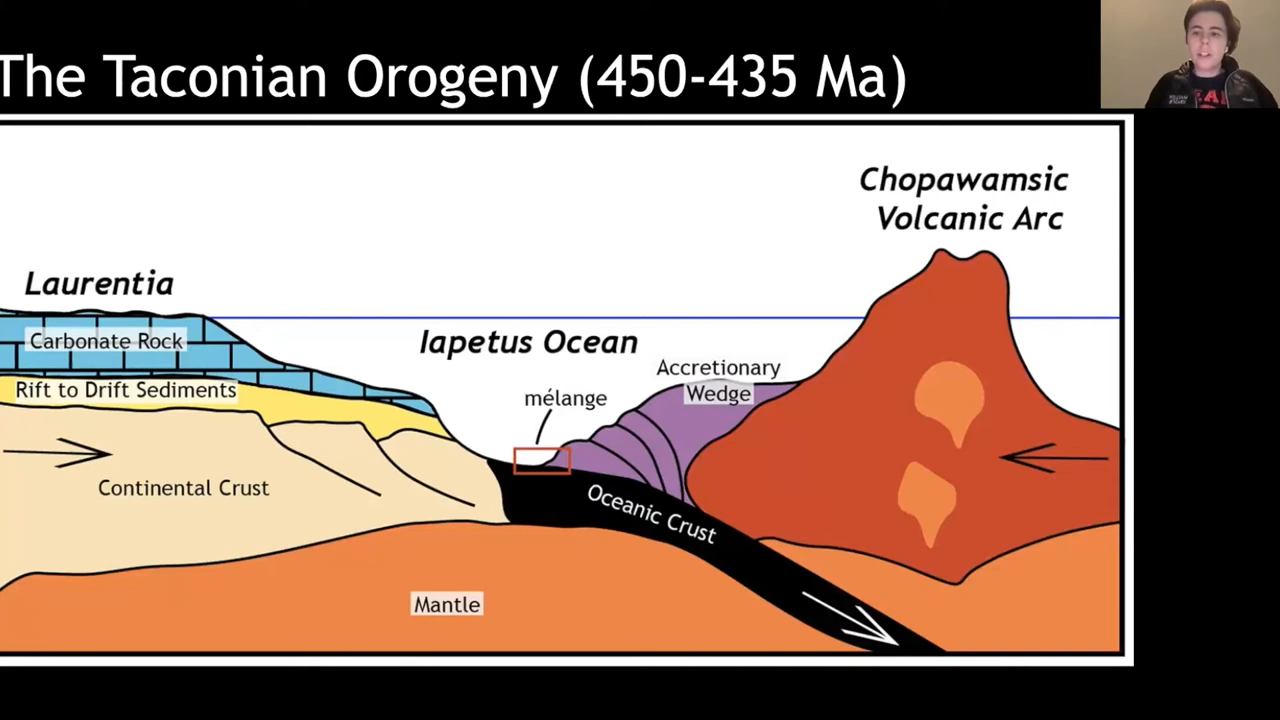 The Taconian Orogeny (450-435 Ma)
Chopawamsic
Volcanic Arc
Laurentia
Carbonate Rock
Iapetus Ocean
Accretionary
Wedge
Rift to Drift Sediments
mélange
Continental Crust
Oceanic Crust
Mantle